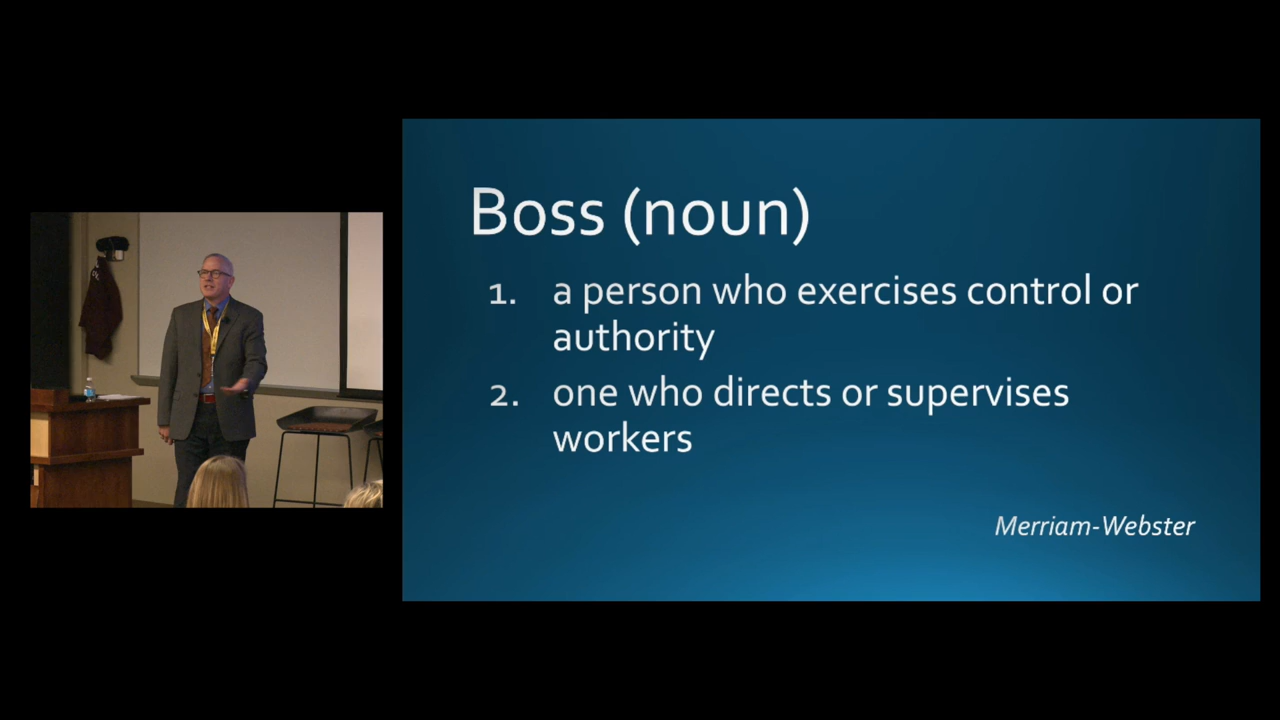 Boss (noun)
1. a person who exercises control or
authority
2. one who directs or supervises
workers
Merriam-Webster